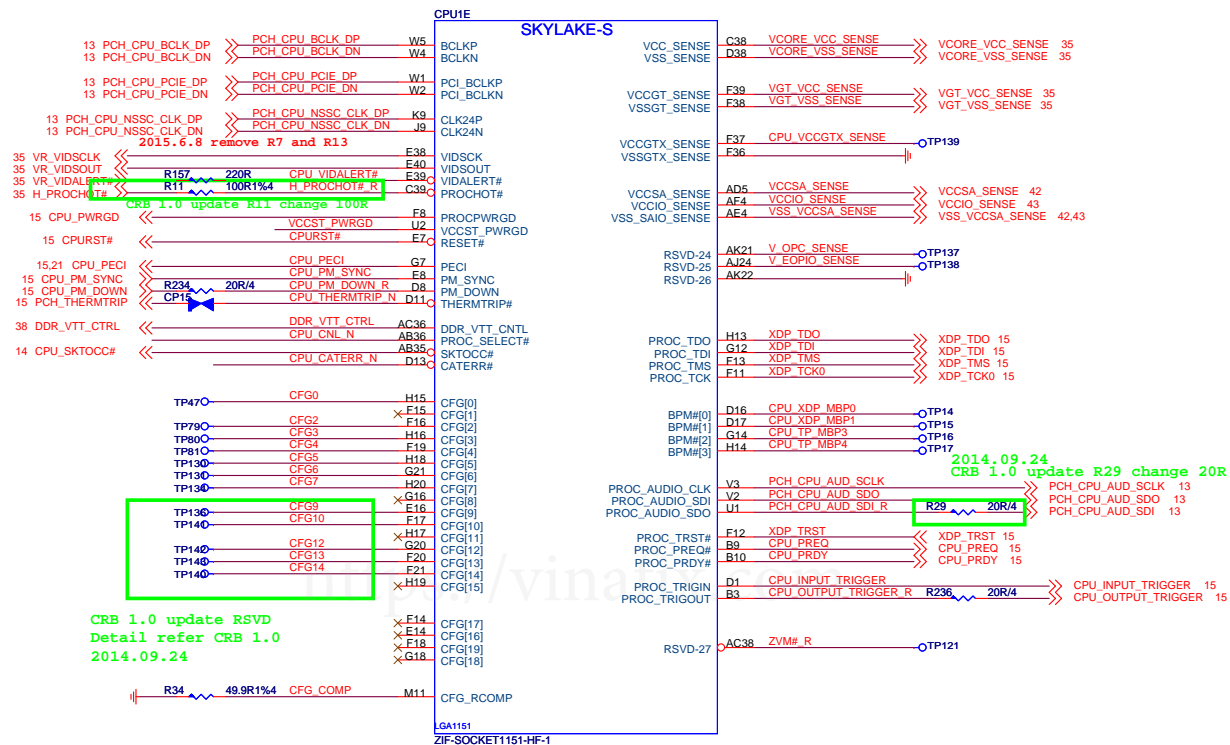 CPU1E
SKYLAKE-S
13 PCH_CPU_BCLK_DP PCH_CPU_BCLK_DP W5 BCLKP
13 PCH_CPU_BCLK_DN PCH_CPU_BCLK_DN W4 BCLKN
13 PCH_CPU_PCIE_DP PCH_CPU_PCIE_DP W1 PCI_BCLKP
13 PCH_CPU_PCIE_DN PCH_CPU_PCIE_DN W2 PCI_BCLKN
13 PCH_CPU_NSSC_CLK_DP PCH_CPU_NSSC_CLK_DP K9 CLK24P
13 PCH_CPU_NSSC_CLK_DN PCH_CPU_NSSC_CLK_DN J9 CLK24N
2015.6.8 remove R7 and R13
35 VR_VIDSCLK E38 VIDSCK
35 VR_VIDSOUT E40 VIDSOUT
35 VR_VIDALERT# R157 220R CPU_VIDALERT# E39 VIDALERT#
35 H_PROCHOT# R11 100R1%4 H_PROCHOT#_R C39 PROCHOT#
CRB 1.0 update R11 change 100R
15 CPU_PWRGD F8 PROCPWRGD
VCCST_PWRGD U2 VCCST_PWRGD
15 CPURST# CPURST# E7 RESET#
15,21 CPU_PECI CPU_PECI G7 PECI
15 CPU_PM_SYNC CPU_PM_SYNC E8 PM_SYNC
15 CPU_PM_DOWN R234 20R/4 CPU_PM_DOWN_R D8 PM_DOWN
15 PCH_THERMTRIP CP15 CPU_THERMTRIP_N D11 THERMTRIP#
38 DDR_VTT_CTRL DDR_VTT_CTRL AC36 DDR_VTT_CNTL
CPU_CNL_N AB36 PROC_SELECT#
14 CPU_SKTOCC# AB35 SKTOCC#
CPU_CATERR_N D13 CATERR#
TP47 CFG0 H15 CFG[0]
F15 CFG[1]
TP79 CFG2 F16 CFG[2]
TP80 CFG3 H16 CFG[3]
TP81 CFG4 F19 CFG[4]
TP130 CFG5 H18 CFG[5]
TP131 CFG6 G21 CFG[6]
TP134 CFG7 H20 CFG[7]
G16 CFG[8]
TP136 CFG9 E16 CFG[9]
TP141 CFG10 F17 CFG[10]
H17 CFG[11]
TP142 CFG12 G20 CFG[12]
TP143 CFG13 F20 CFG[13]
TP140 CFG14 F21 CFG[14]
H19 CFG[15]
CRB 1.0 update RSVD
Detail refer CRB 1.0
2014.09.24
F14 CFG[17]
E14 CFG[16]
F18 CFG[19]
G18 CFG[18]
R34 49.9R1%4 CFG_COMP M11 CFG_RCOMP
LGA1151
ZIF-SOCKET1151-HF-1
VCC_SENSE C38 VCORE_VCC_SENSE VCORE_VCC_SENSE 35
VSS_SENSE D38 VCORE_VSS_SENSE VCORE_VSS_SENSE 35
VCCGT_SENSE F39 VGT_VCC_SENSE VGT_VCC_SENSE 35
VSSGT_SENSE F38 VGT_VSS_SENSE VGT_VSS_SENSE 35
VCCGTX_SENSE F37 CPU_VCCGTX_SENSE TP139
VSSGTX_SENSE F36
VCCSA_SENSE AD5 VCCSA_SENSE VCCSA_SENSE 42
VCCIO_SENSE AF4 VCCIO_SENSE VCCIO_SENSE 43
VSS_SAIO_SENSE AE4 VSS_VCCSA_SENSE VSS_VCCSA_SENSE 42,43
RSVD-24 AK21 V_OPC_SENSE TP137
RSVD-25 AJ24 V_EOPIO_SENSE TP138
RSVD-26 AK22
PROC_TDO H13 XDP_TDO XDP_TDO 15
PROC_TDI G12 XDP_TDI XDP_TDI 15
PROC_TMS F13 XDP_TMS XDP_TMS 15
PROC_TCK F11 XDP_TCK0 XDP_TCK0 15
BPM#[0] D16 CPU_XDP_MBP0 TP14
BPM#[1] D17 CPU_XDP_MBP1 TP15
BPM#[2] G14 CPU_TP_MBP3 TP16
BPM#[3] H14 CPU_TP_MBP4 TP17
2014.09.24
CRB 1.0 update R29 change 20R
PROC_AUDIO_CLK V3 PCH_CPU_AUD_SCLK PCH_CPU_AUD_SCLK 13
PROC_AUDIO_SDI V2 PCH_CPU_AUD_SDO PCH_CPU_AUD_SDO 13
PROC_AUDIO_SDO U1 PCH_CPU_AUD_SDI_R R29 20R/4 PCH_CPU_AUD_SDI 13
PROC_TRST# F12 XDP_TRST XDP_TRST 15
PROC_PREQ# B9 CPU_PREQ CPU_PREQ 15
PROC_PRDY# B10 CPU_PRDY CPU_PRDY 15
PROC_TRIGIN D1 CPU_INPUT_TRIGGER CPU_INPUT_TRIGGER 15
PROC_TRIGOUT B3 CPU_OUTPUT_TRIGGER_R R236 20R/4 CPU_OUTPUT_TRIGGER 15
RSVD-27 AC38 ZVM#_R TP121
https://vinafix.com